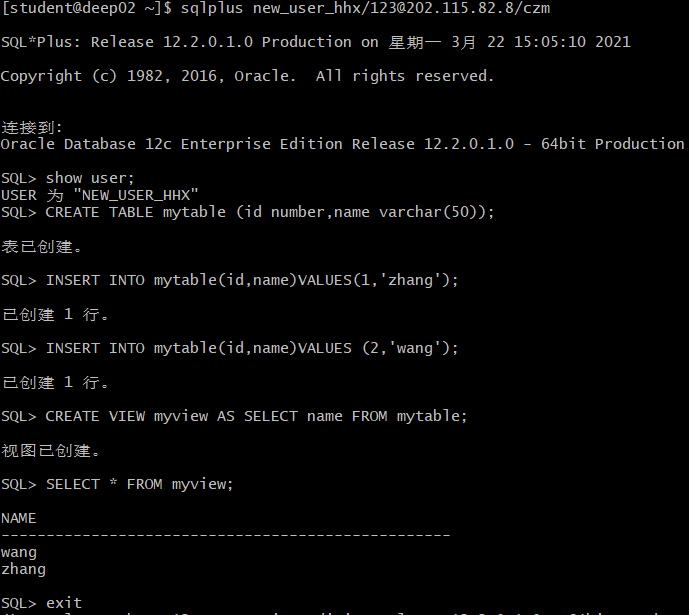 [student@deep02 ~]$ sqlplus new_user_hhx/123@202.115.82.8/czm
SQL*Plus: Release 12.2.0.1.0 Production on 星期一 3月 22 15:05:10 2021
Copyright (c) 1982, 2016, Oracle.  All rights reserved.
连接到:
Oracle Database 12c Enterprise Edition Release 12.2.0.1.0 - 64bit Production
SQL> show user;
USER 为 "NEW_USER_HHX"
SQL> CREATE TABLE mytable (id number,name varchar(50));
表已创建。
SQL> INSERT INTO mytable(id,name)VALUES(1,'zhang');
已创建 1 行。
SQL> INSERT INTO mytable(id,name)VALUES (2,'wang');
已创建 1 行。
SQL> CREATE VIEW myview AS SELECT name FROM mytable;
视图已创建。
SQL> SELECT * FROM myview;
NAME
--------------------------------------------------
wang
zhang
SQL> exit